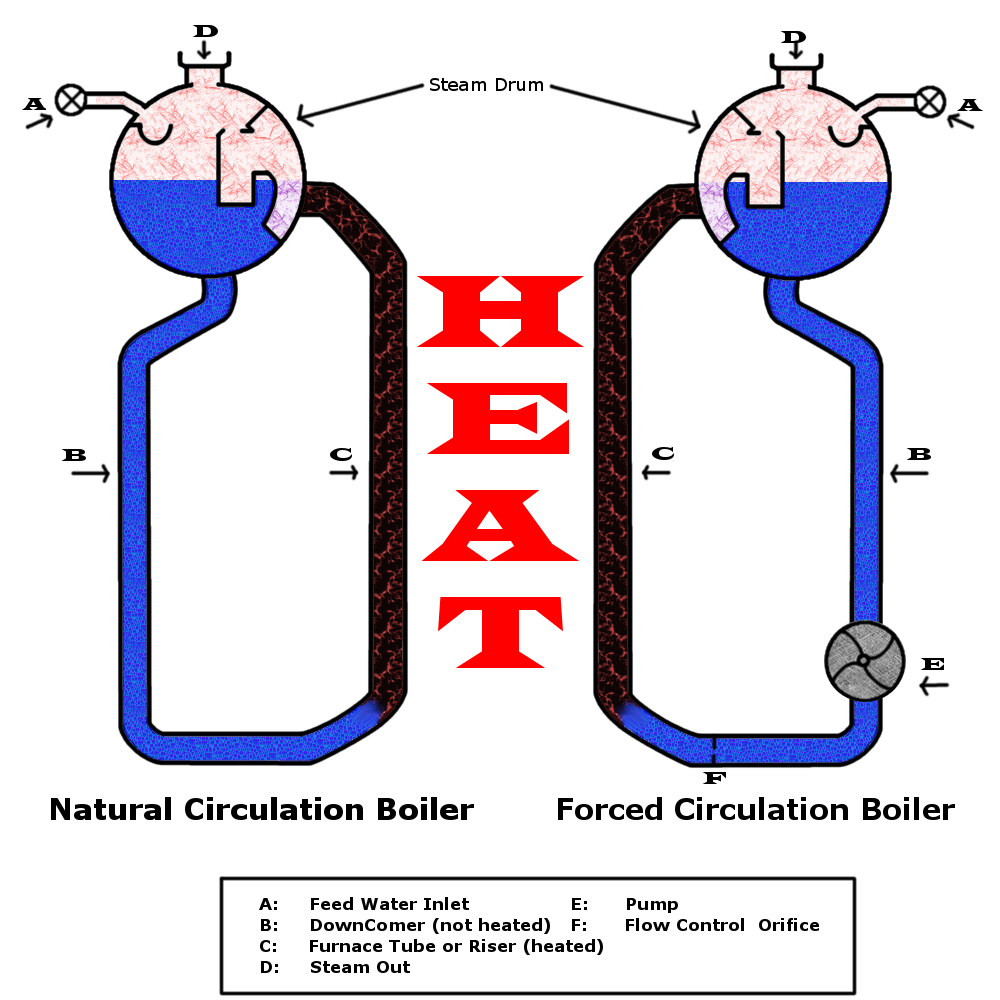 D
D
Steam Drum
A
A
H
E
A
T
B
C
C
B
E
F
Natural Circulation Boiler
Forced Circulation Boiler
A: Feed Water Inlet
E: Pump
B: DownComer (not heated)
F: Flow Control Orifice
C: Furnace Tube or Riser (heated)
D: Steam Out